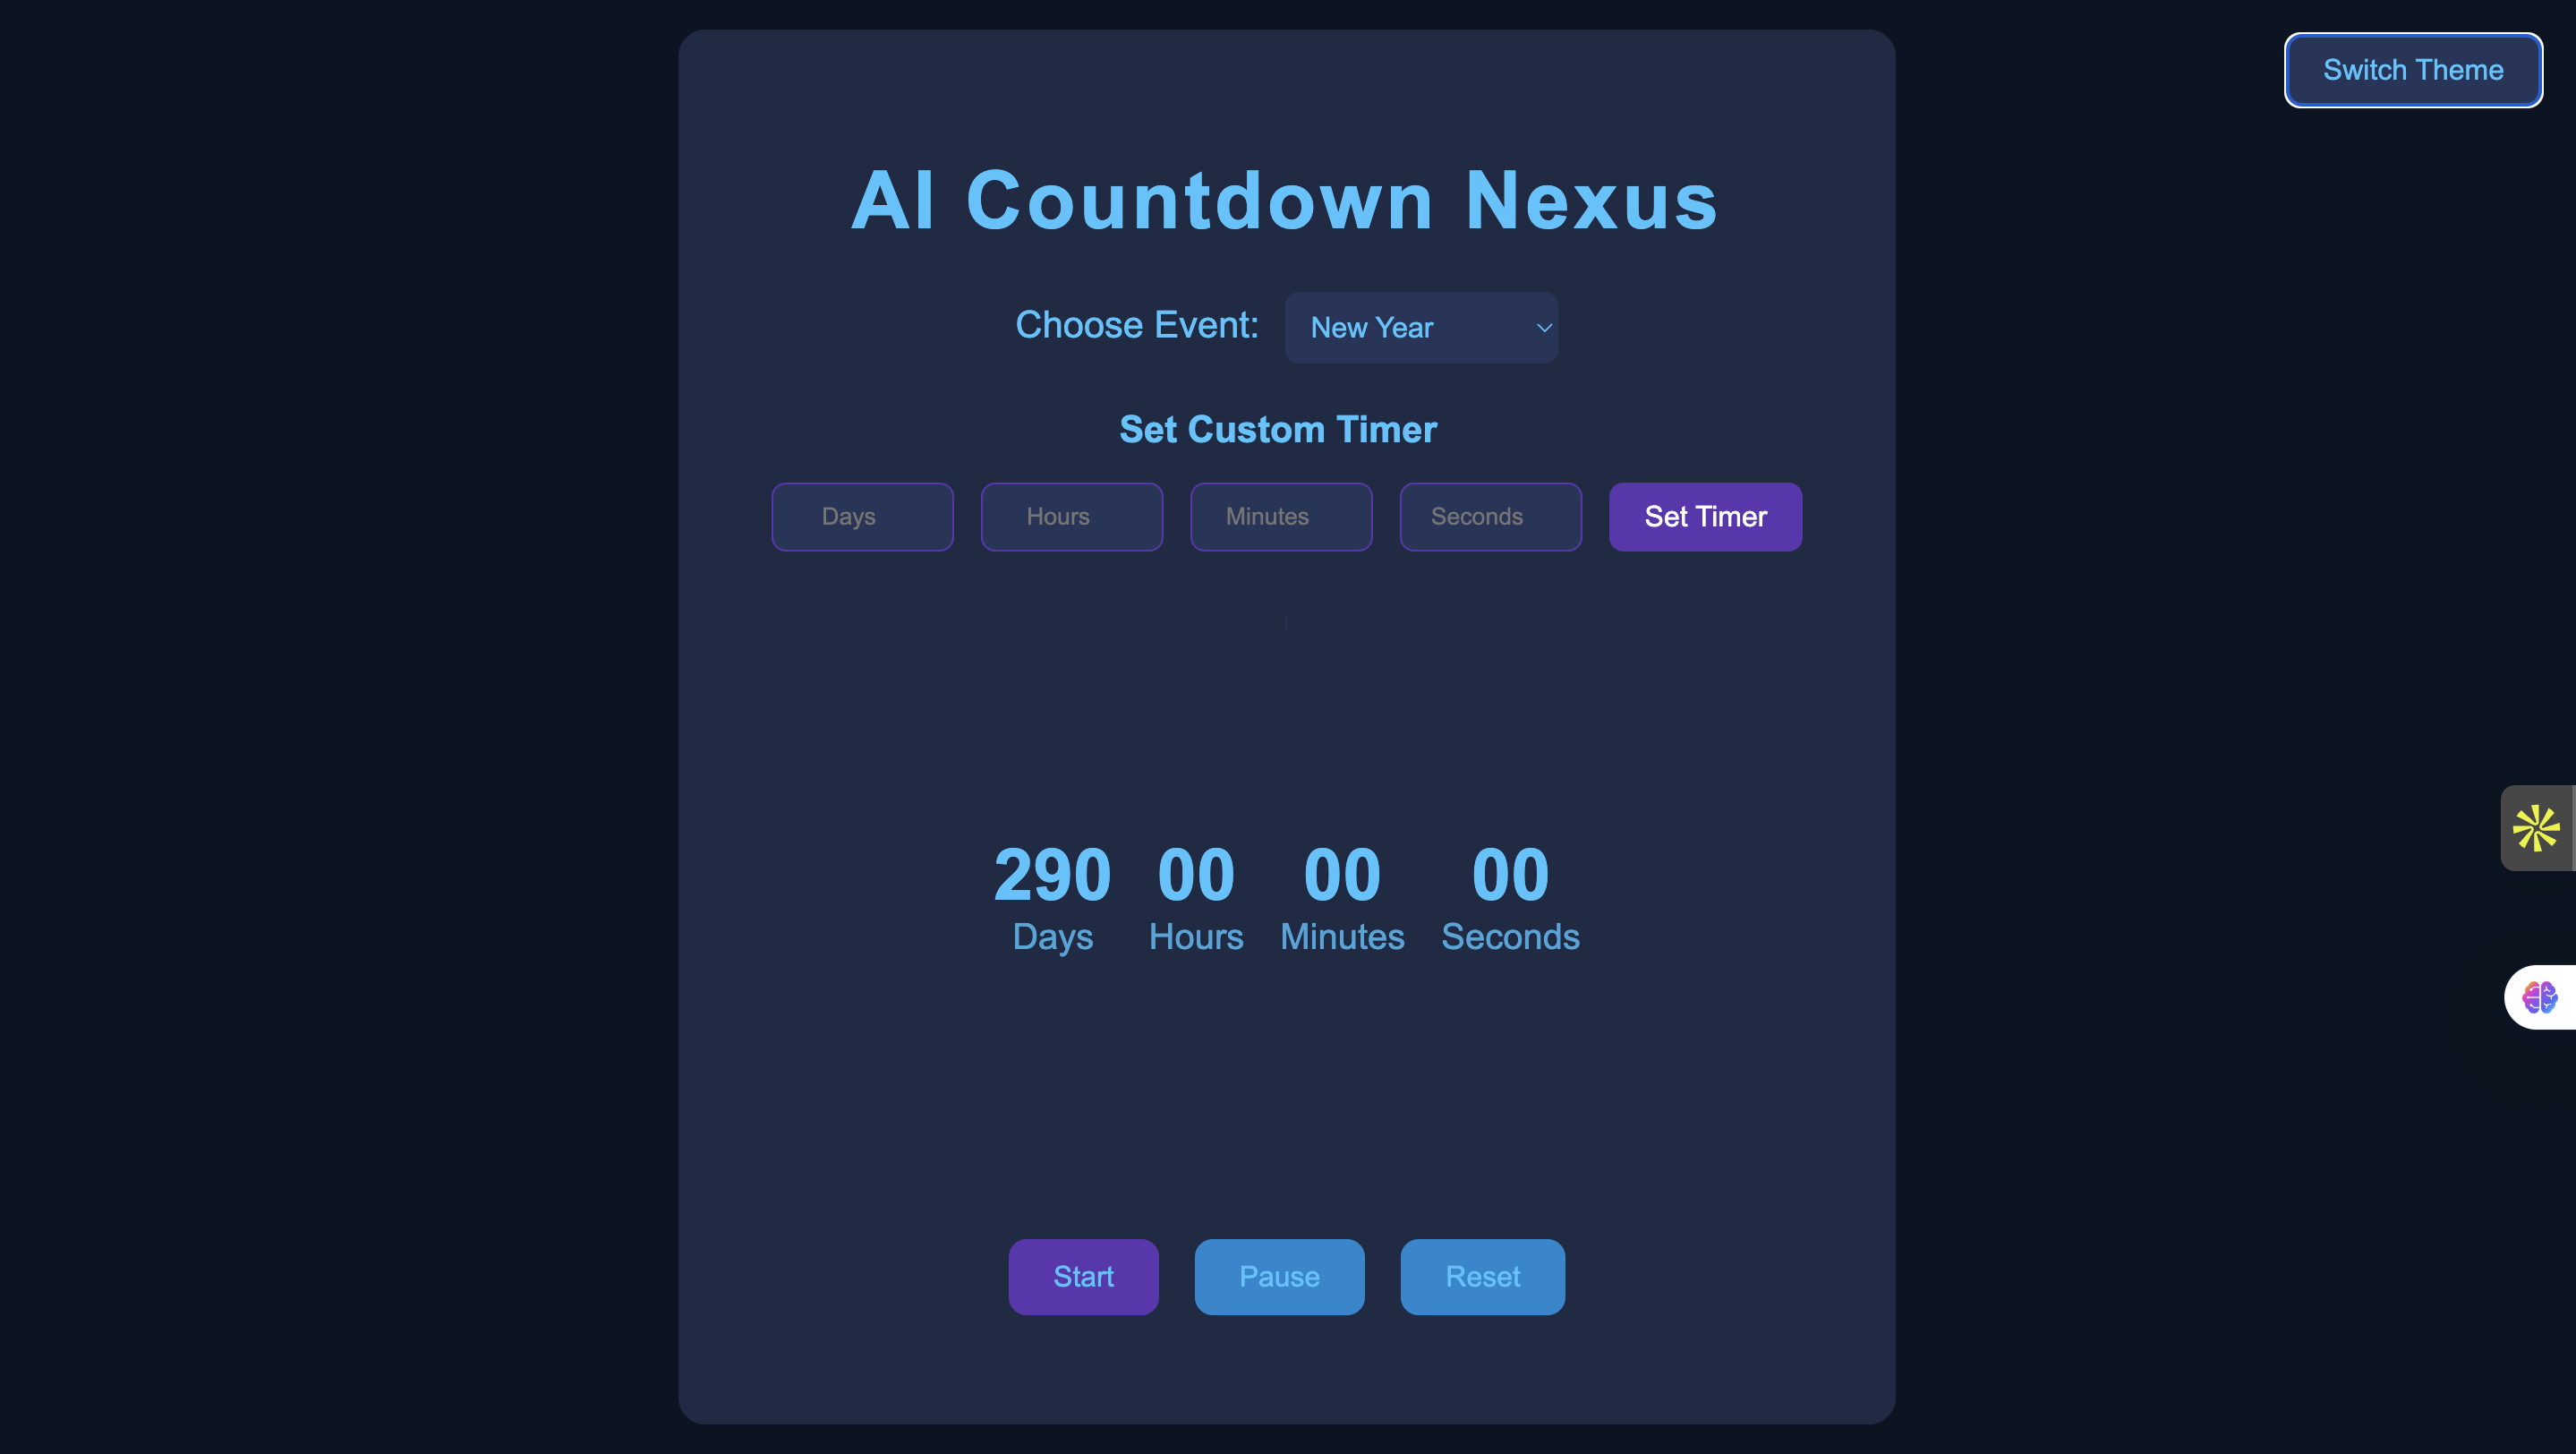 Switch Theme
AI Countdown Nexus
Choose Event: New Year
Set Custom Timer
Days Hours Minutes Seconds Set Timer
290 00 00 00
Days Hours Minutes Seconds
Start Pause Reset